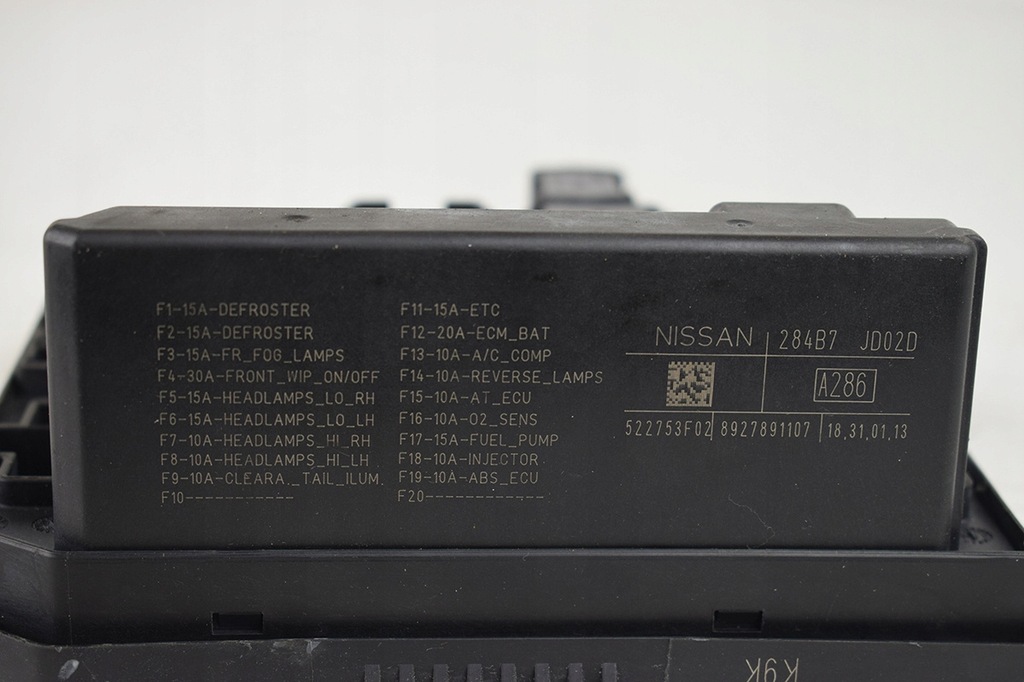 F1-15A-DEFROSTER
F2-15A-DEFROSTER
F3-15A-FR_FOG_LAMPS
F4-30A-FRONT_WIP_ON/OFF
F5-15A-HEADLAMPS_LO_RH
F6-15A-HEADLAMPS_LO_LH
F7-10A-HEADLAMPS_HI_RH
F8-10A-HEADLAMPS_HI_LH
F9-10A-CLEARA._TAIL_ILUM.
F10-----------
F11-15A-ETC
F12-20A-ECM_BAT
F13-10A-A/C_COMP
F14-10A-REVERSE_LAMPS
F15-10A-AT_ECU
F16-10A-O2_SENS
F17-15A-FUEL_PUMP
F18-10A-INJECTOR
F19-10A-ABS_ECU
F20------------
NISSAN 284B7 JD02D
A286
522753F02 8927891107 18,31,01,13
K9K